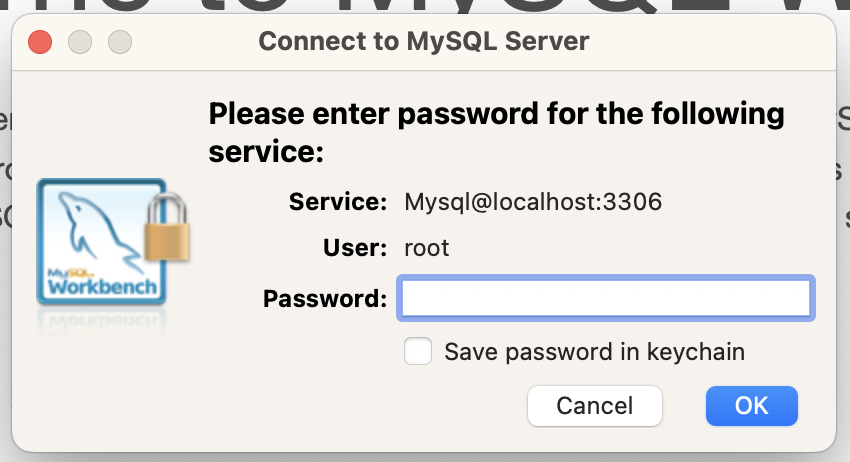 Connect to MySQL Server
Please enter password for the following
service:
Service: Mysql@localhost:3306
User: root
Password:
Save password in keychain
Cancel OK
MySQL
Workbench